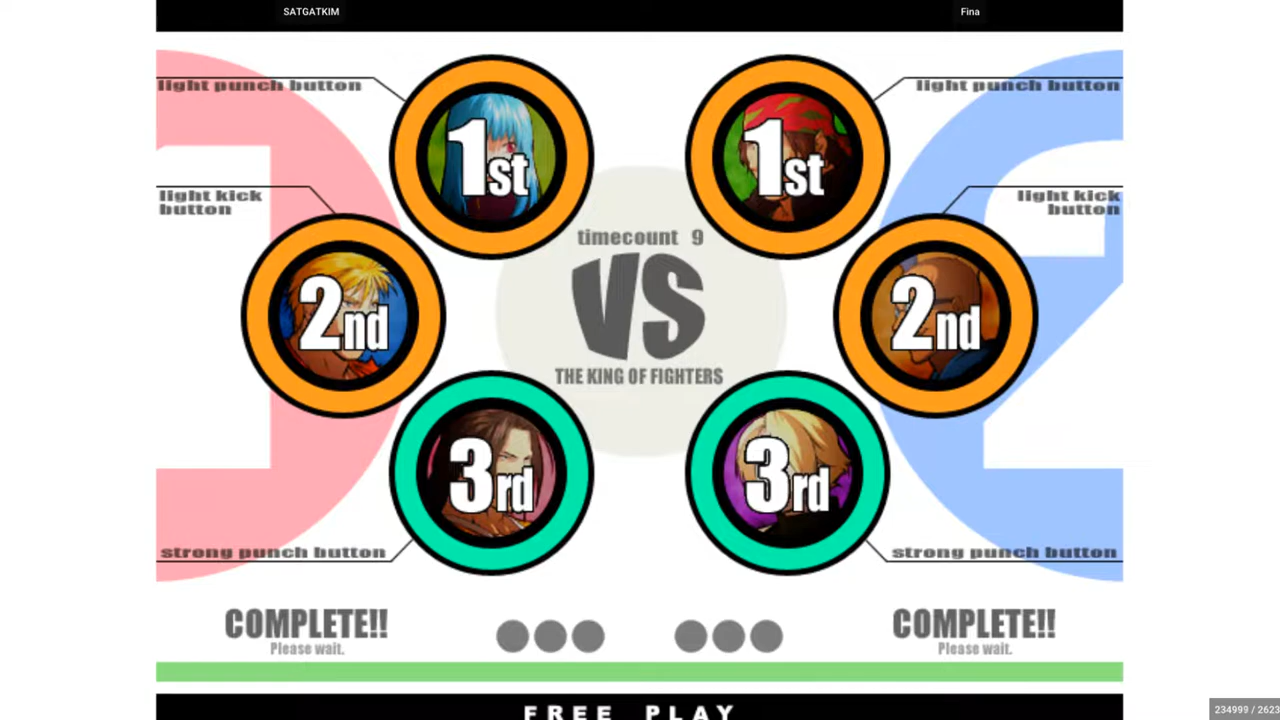 SATGATKIM
Fina
light punch button
light punch button
1st
1st
light kick
button
light kick
button
timecount 9
VS
THE KING OF FIGHTERS
2nd
2nd
3rd
3rd
strong punch button
strong punch button
COMPLETE!!
Please wait.
COMPLETE!!
Please wait.
FREE PLAY
234999 / 2623